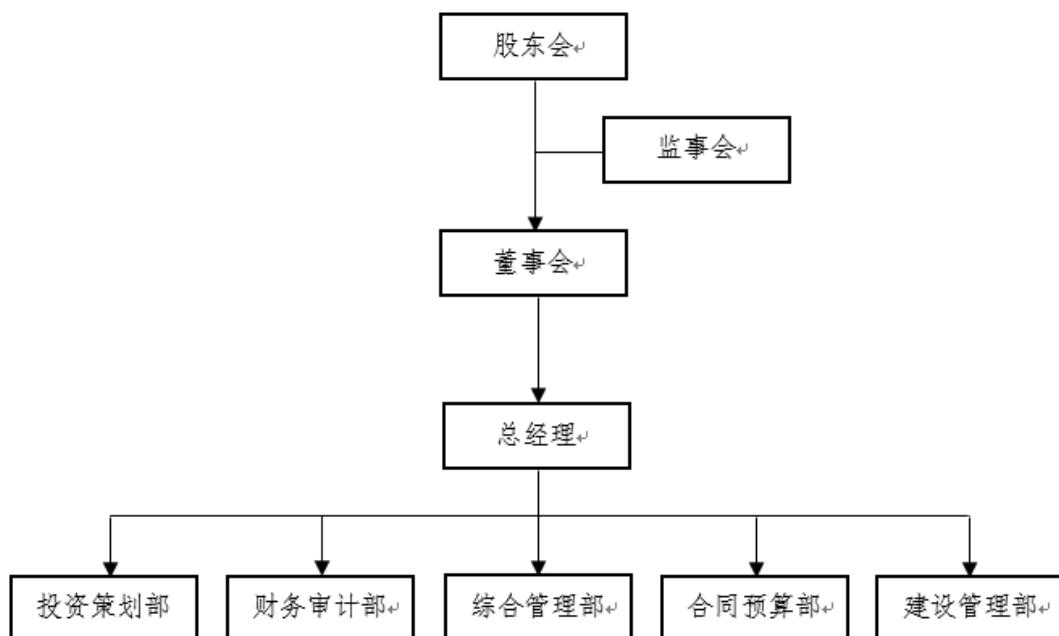 股东会
监事会
董事会
总经理
投资策划部
财务审计部
综合管理部
合同预算部
建设管理部